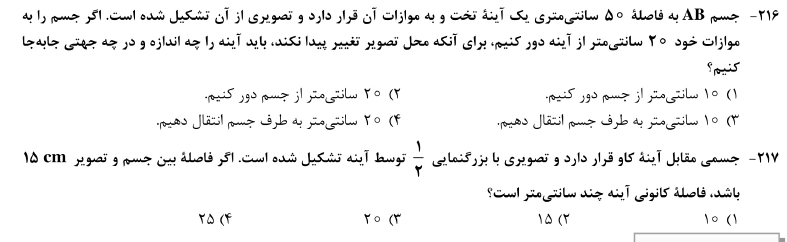 ۲۱۶- جسم AB به فاصلهٔ ۵۰ سانتی‌متری یک آینهٔ تخت و به موازات آن قرار دارد و تصویری از آن تشکیل شده است. اگر جسم را به
موازات خود ۲۰ سانتی‌متر از آینه دور کنیم، برای آنکه محل تصویر تغییر پیدا نکند، باید آینه را چه اندازه و در چه جهتی جابه‌جا
کنیم؟
۱) ۱۰ سانتی‌متر از جسم دور کنیم. ۲) ۲۰ سانتی‌متر از جسم دور کنیم.
۳) ۱۰ سانتی‌متر به طرف جسم انتقال دهیم. ۴) ۲۰ سانتی‌متر به طرف جسم انتقال دهیم.
۲۱۷- جسمی مقابل آینهٔ کاو قرار دارد و تصویری با بزرگنمایی ۱/۲ توسط آینه تشکیل شده است. اگر فاصلهٔ بین جسم و تصویر ۱۵ cm
باشد، فاصلهٔ کانونی آینه چند سانتی‌متر است؟
۱) ۱۰ ۲) ۱۵ ۳) ۲۰ ۴) ۲۵